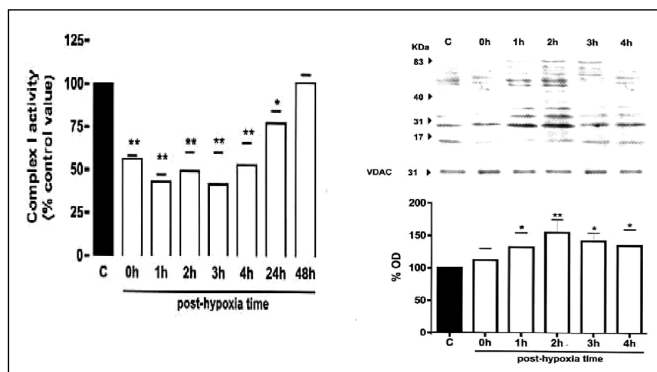 Complex I activity
(% control value)
125
100
75
50
25
0
**
**
**
**
**
*
C 0h 1h 2h 3h 4h 24h 48h
post-hypoxia time
C 0h 1h 2h 3h 4h
KDa
83
40
31
17
VDAC 31
% OD
200
150
100
50
0
*
**
*
*
C 0h 1h 2h 3h 4h
post-hypoxia time